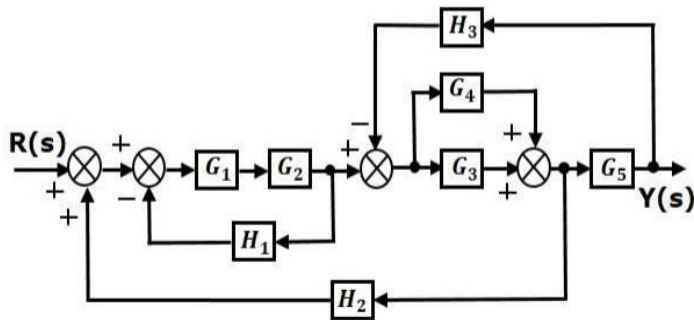 H₃
G₄
R(s) + + − G₁ G₂ + − G₃ + + G₅ Y(s)
+ H₁
H₂